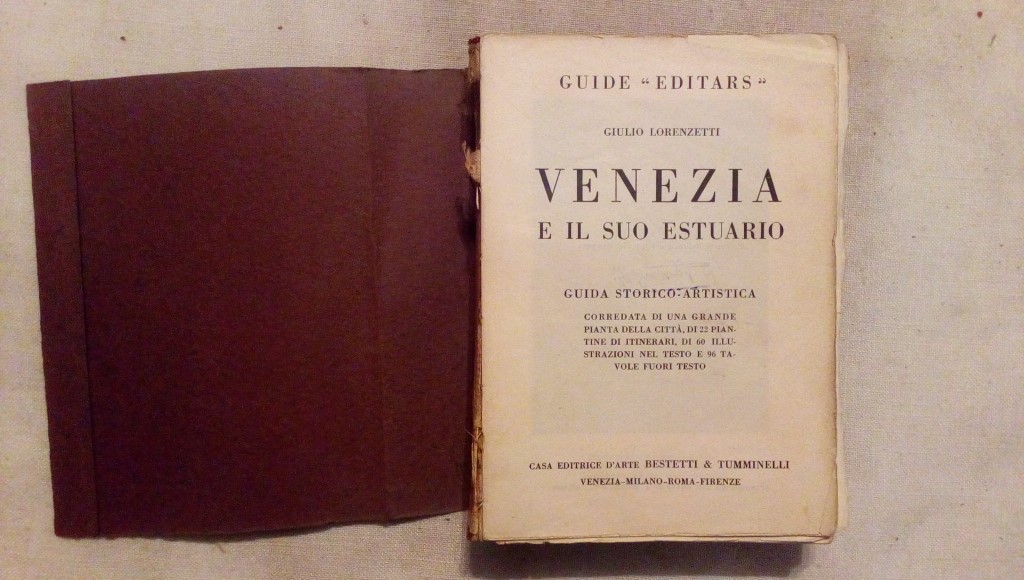 GUIDE “EDITARS”
GIULIO LORENZETTI
VENEZIA
E IL SUO ESTUARIO
GUIDA STORICO-ARTISTICA
CORREDATA DI UNA GRANDE
PIANTA DELLA CITTÀ, DI 22 PIAN-
TINE DI ITINERARI, DI 60 ILLU-
STRAZIONI NEL TESTO E 96 TA-
VOLE FUORI TESTO
CASA EDITRICE D'ARTE BESTETTI & TUMMINELLI
VENEZIA-MILANO-ROMA-FIRENZE